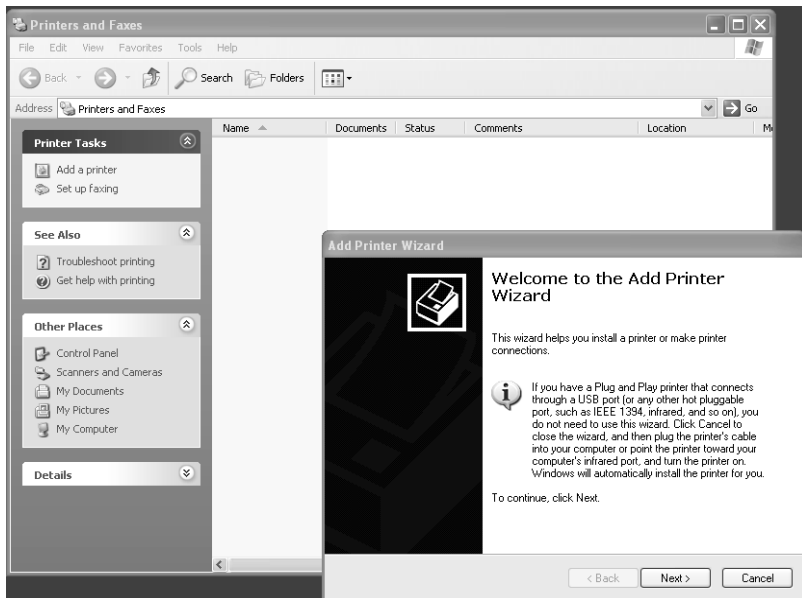 Printers and Faxes
File Edit View Favorites Tools Help
Back Search Folders
Address Printers and Faxes Go
Name Documents Status Comments Location
Printer Tasks
Add a printer
Set up faxing
See Also
Troubleshoot printing
Get help with printing
Other Places
Control Panel
Scanners and Cameras
My Documents
My Pictures
My Computer
Details
Add Printer Wizard
Welcome to the Add Printer
Wizard
This wizard helps you install a printer or make printer
connections.
If you have a Plug and Play printer that connects
through a USB port (or any other hot pluggable
port, such as IEEE 1394, infrared, and so on), you
do not need to use this wizard. Click Cancel to
close the wizard, and then plug the printer's cable
into your computer or point the printer toward your
computer's infrared port, and turn the printer on.
Windows will automatically install the printer for you.
To continue, click Next.
< Back Next > Cancel